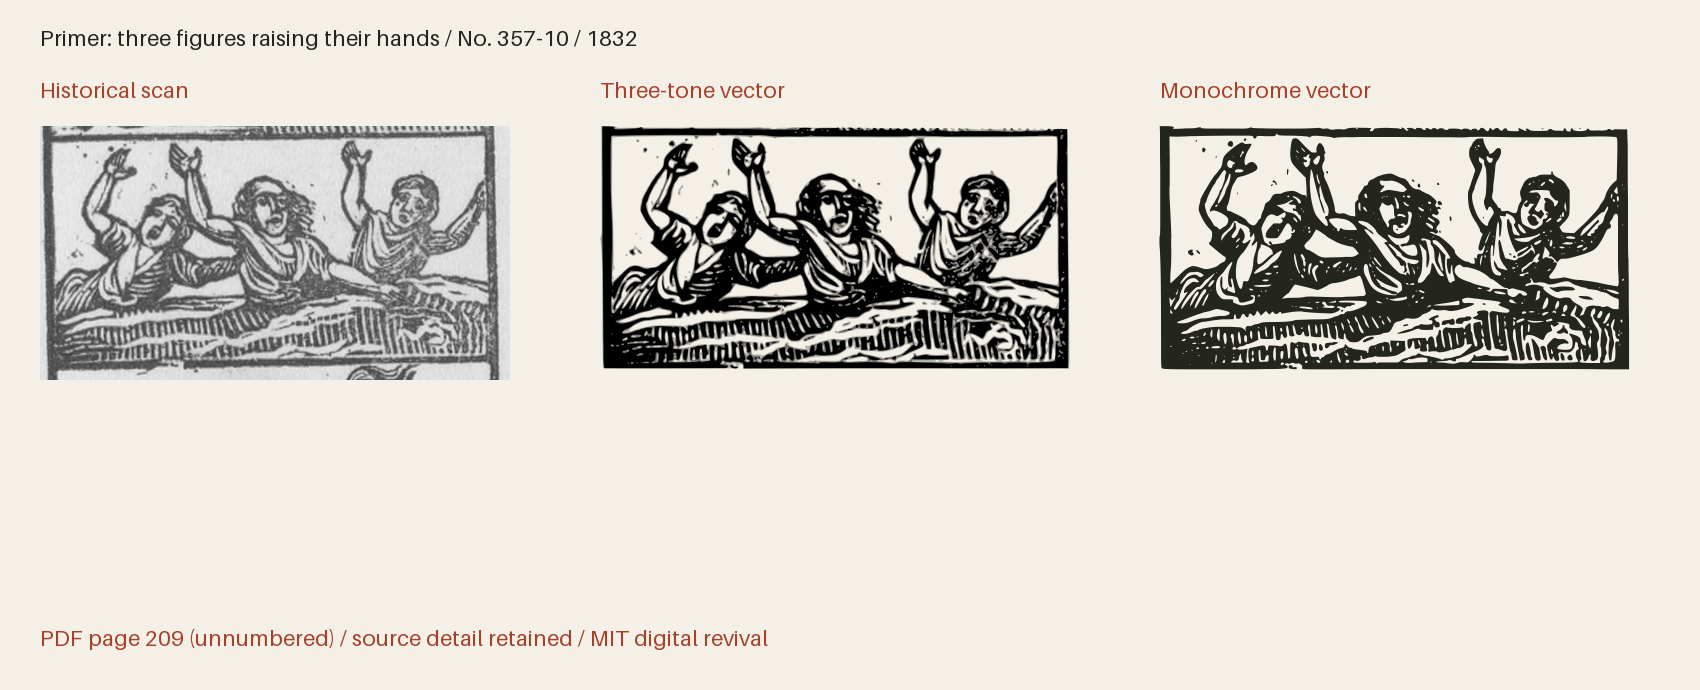 Primer: three figures raising their hands / No. 357-10 / 1832
Historical scan
Three-tone vector
Monochrome vector
PDF page 209 (unnumbered) / source detail retained / MIT digital revival